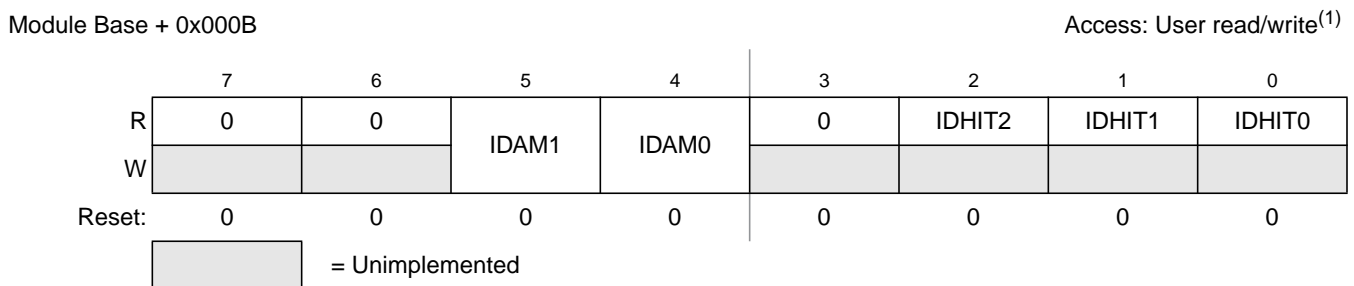 Module Base + 0x000B Access: User read/write(1)
7 6 5 4 3 2 1 0
R 0 0 IDAM1 IDAM0 0 IDHIT2 IDHIT1 IDHIT0
W
Reset: 0 0 0 0 0 0 0 0
= Unimplemented